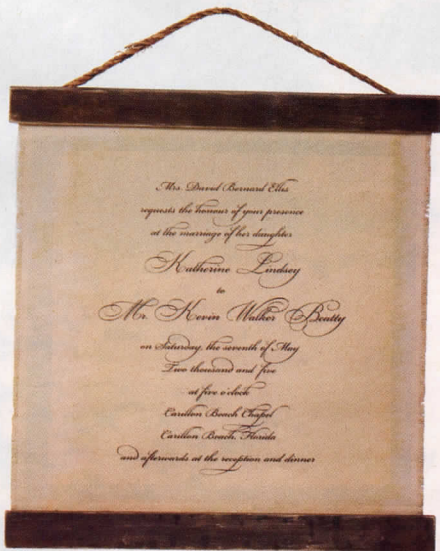 Mrs. David Bernard Ellis
requests the honour of your presence
at the marriage of her daughter
Katherine Lindsey
to
Mr. Kevin Walker Beatty
on Saturday, the seventh of May
Two thousand and five
at five o'clock
Carillon Beach Chapel
Carillon Beach, Florida
and afterwards at the reception and dinner